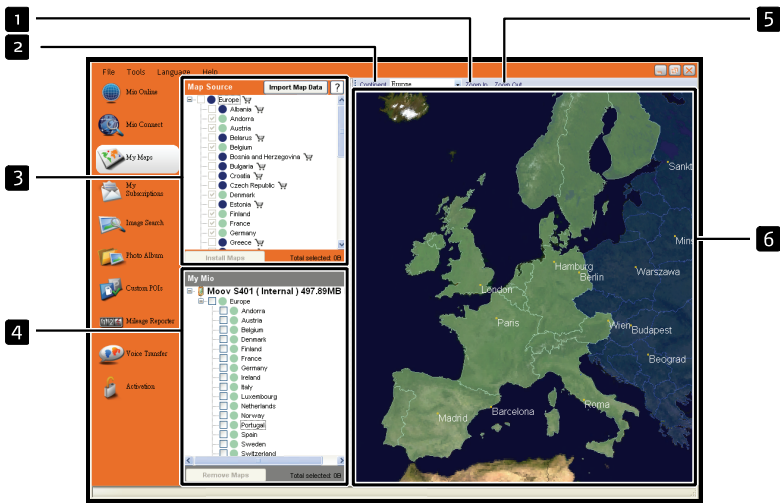 1
2
5
File Tools Language Help
Continent Europe Zoom In Zoom Out
Mio Online
Mio Connect
My Maps
My
Subscriptions
Image Search
Photo Album
Custom POIs
Mileage Reporter
Voice Transfer
Activation
3
Map Source Import Map Data ?
Europe
Albania
Andorra
Austria
Belarus
Belgium
Bosnia and Herzegovina
Bulgaria
Croatia
Czech Republic
Denmark
Estonia
Finland
France
Germany
Greece
Install Maps Total selected: 0B
4
My Mio
Moov S401 ( Internal ) 497.89MB
Europe
Andorra
Austria
Belgium
Denmark
Finland
France
Germany
Ireland
Italy
Luxembourg
Netherlands
Norway
Portugal
Spain
Sweden
Switzerland
Remove Maps Total selected: 0B
6
Sankt
Mins
Hamburg
Berlin
Warszawa
London
Paris
Wien
Budapest
Beograd
Roma
Barcelona
Madrid